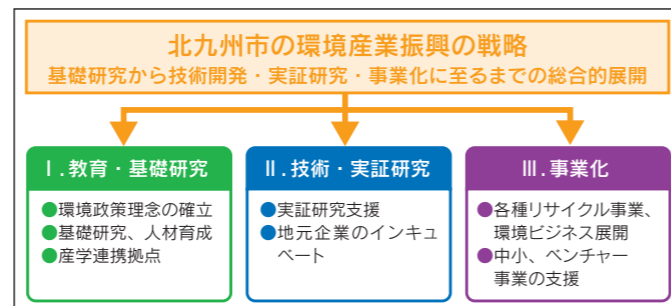 北九州市の環境産業振興の戦略
基礎研究から技術開発・実証研究・事業化に至るまでの総合的展開
Ⅰ.教育・基礎研究
●環境政策理念の確立
●基礎研究、人材育成
●産学連携拠点
Ⅱ.技術・実証研究
●実証研究支援
●地元企業のインキュ
ベート
Ⅲ.事業化
●各種リサイクル事業、
環境ビジネス展開
●中小、ベンチャー
事業の支援